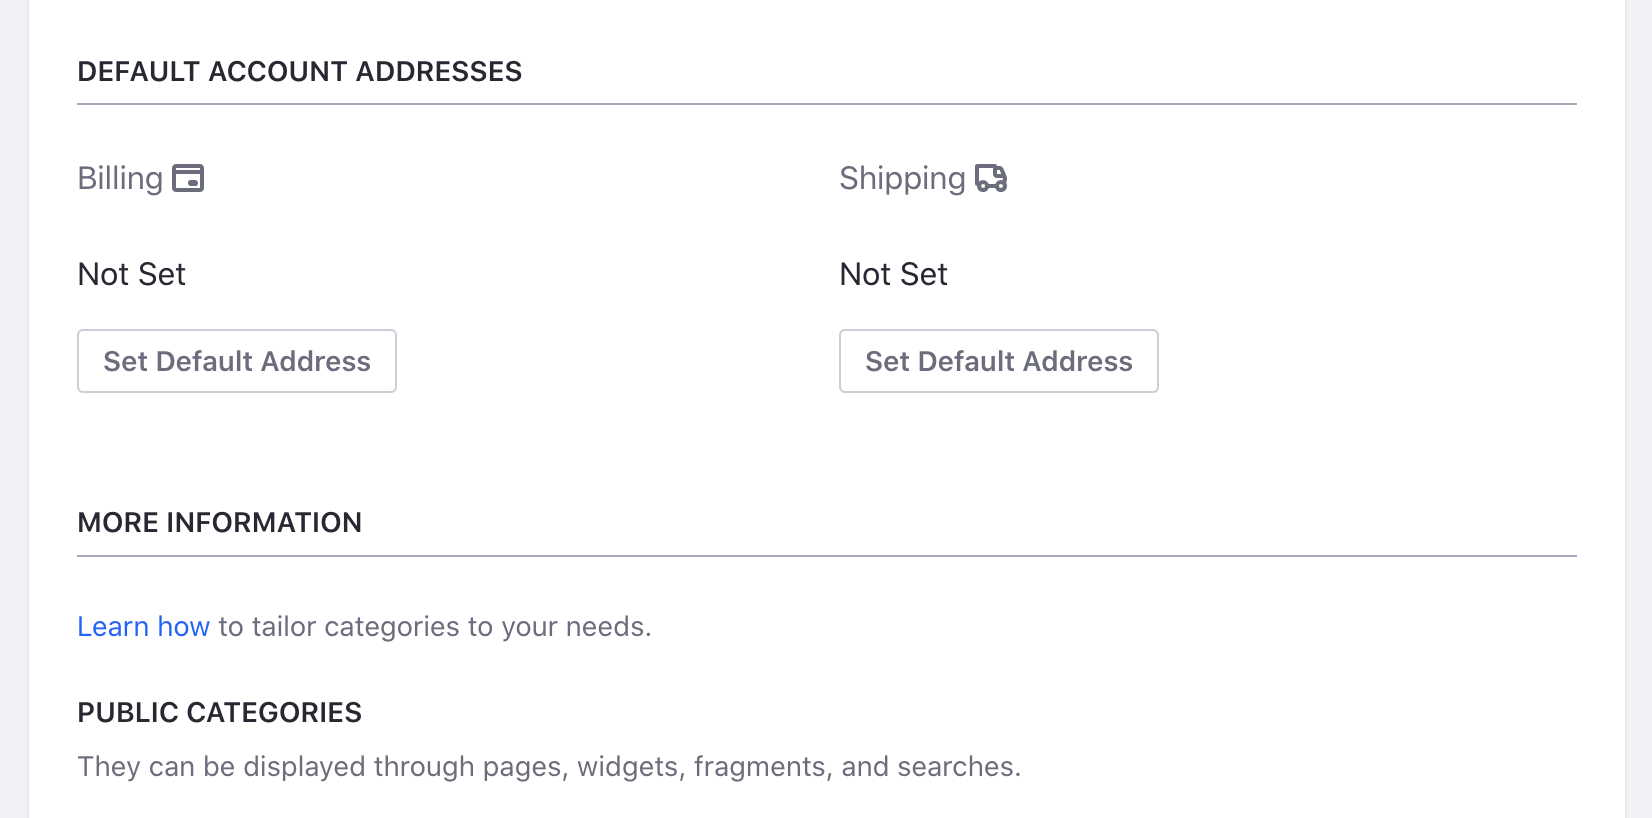 DEFAULT ACCOUNT ADDRESSES
Billing
Shipping
Not Set
Not Set
Set Default Address
Set Default Address
MORE INFORMATION
Learn how to tailor categories to your needs.
PUBLIC CATEGORIES
They can be displayed through pages, widgets, fragments, and searches.